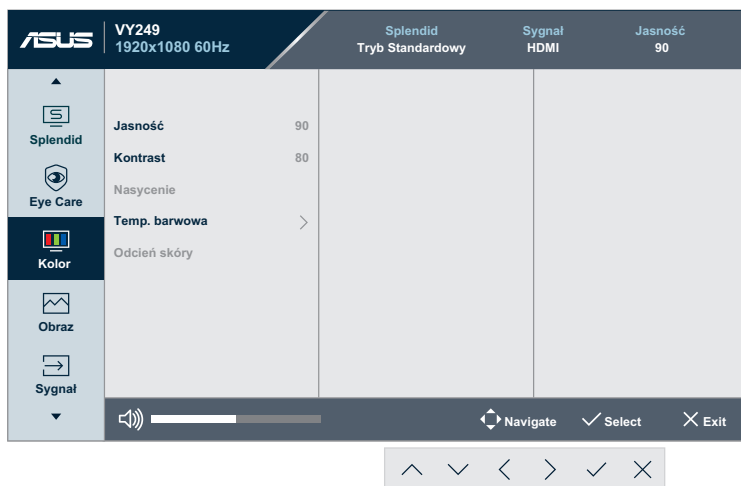 ASUS
VY249
1920x1080 60Hz
Splendid
Tryb Standardowy
Sygnał
HDMI
Jasność
90
Splendid
Eye Care
Kolor
Obraz
Sygnał
Jasność 90
Kontrast 80
Nasycenie
Temp. barwowa
Odcień skóry
Navigate
Select
Exit